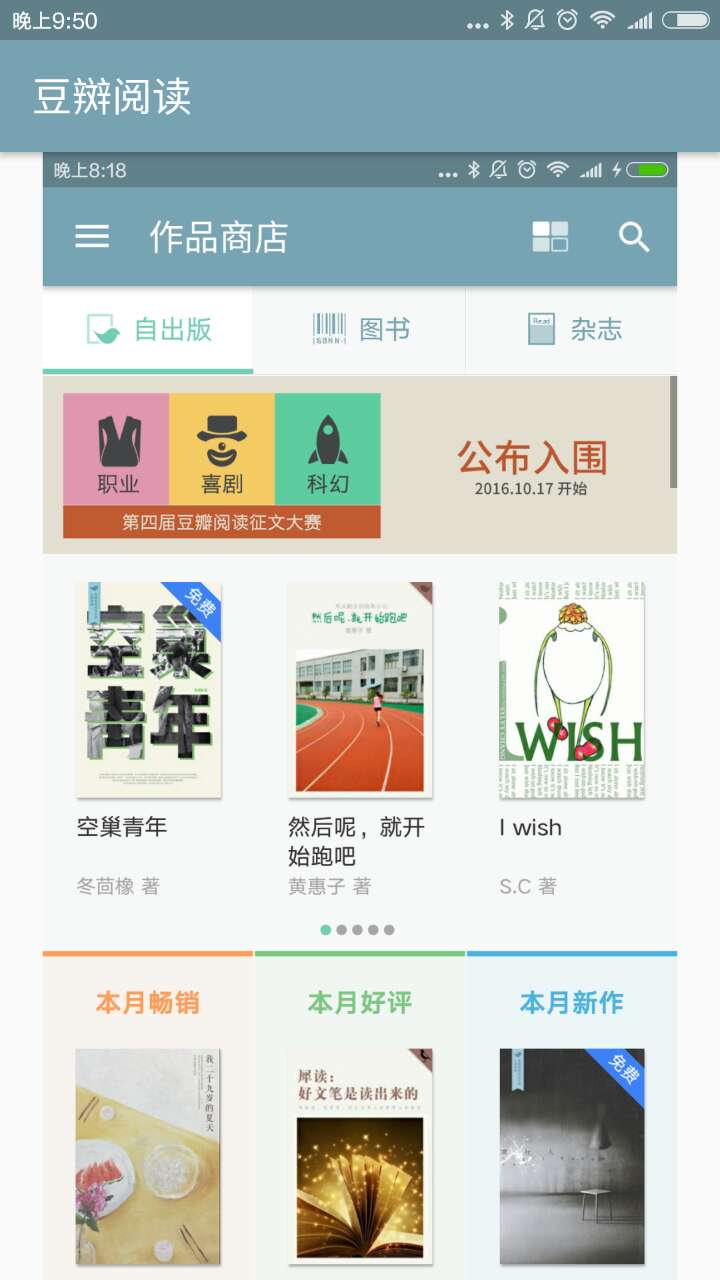 晚上9:50
豆辧阅读
晚上8:18
作品商店
自出版
图书
杂志
Read
职业
喜剧
科幻
第四届豆瓣阅读征文大赛
公布入围
2016.10.17 开始
空巢青年
免费
然后呢,就开始跑吧
黄惠子 著
WISH
空巢青年
然后呢，就开
始跑吧
I wish
冬茴橡 著
黄惠子 著
S.C 著
本月畅销
本月好评
本月新作
我二十九岁的夏天
犀读：
好文笔是读出来的
免费